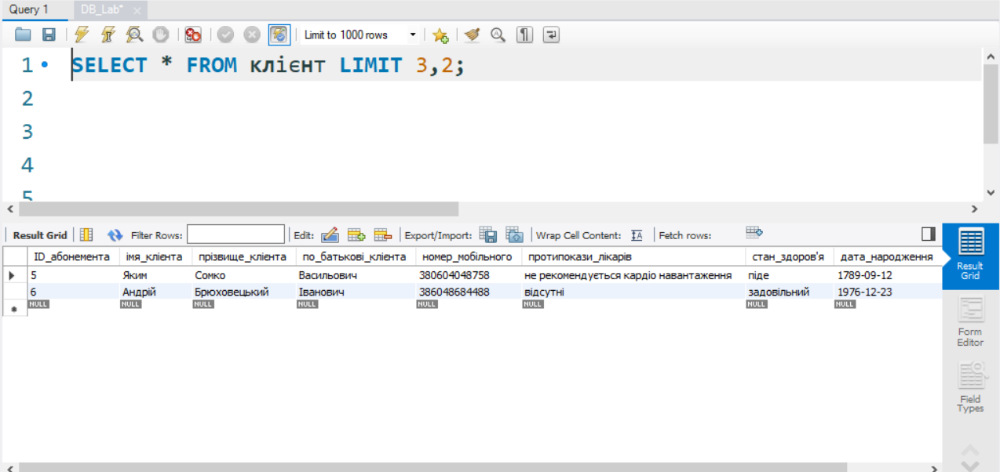 Query 1 DB_Lab*
Limit to 1000 rows
1 SELECT * FROM клієнт LIMIT 3,2;
2
3
4
5
Result Grid Filter Rows: Edit: Export/Import: Wrap Cell Content: Fetch rows:
ID_абонемента імя_клієнта прізвище_клієнта по_батькові_клієнта номер_мобільного протипокази_лікарів стан_здоров'я дата_народження
5 Яким Сомко Васильович 380604048758 не рекомендується кардіо навантаження піде 1789-09-12
6 Андрій Брюховецький Іванович 386048684488 відсутні задовільний 1976-12-23
NULL NULL NULL NULL NULL NULL NULL NULL
Result
Grid
Form
Editor
Field
Types